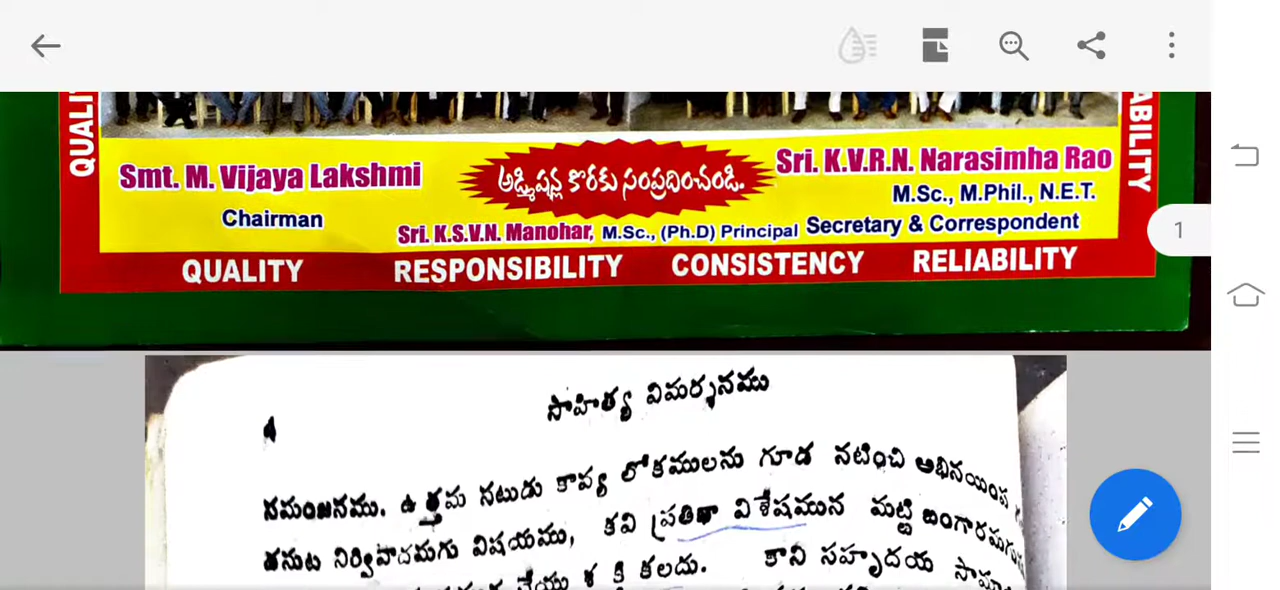 QUALI
ABILITY
Smt. M. Vijaya Lakshmi
Chairman
అడ్మిషన్ల కొరకు సంప్రదించండి.
Sri. K.V.R.N. Narasimha Rao
M.Sc., M.Phil., N.E.T.
Secretary & Correspondent
Sri. K.S.V.N. Manohar, M.Sc., (Ph.D) Principal
QUALITY RESPONSIBILITY CONSISTENCY RELIABILITY
1
4
సాహిత్య విమర్శనము
సమంజసము. ఉత్తమ నటుడు కావ్య లోకములను గూడ నటించి అభినయింప
తనుట నిర్వివాదమగు విషయము, కవి ప్రతిభా విశేషమున మట్టి బంగారమగు
చేయు శక్తి కలదు. కాని సహృదయ